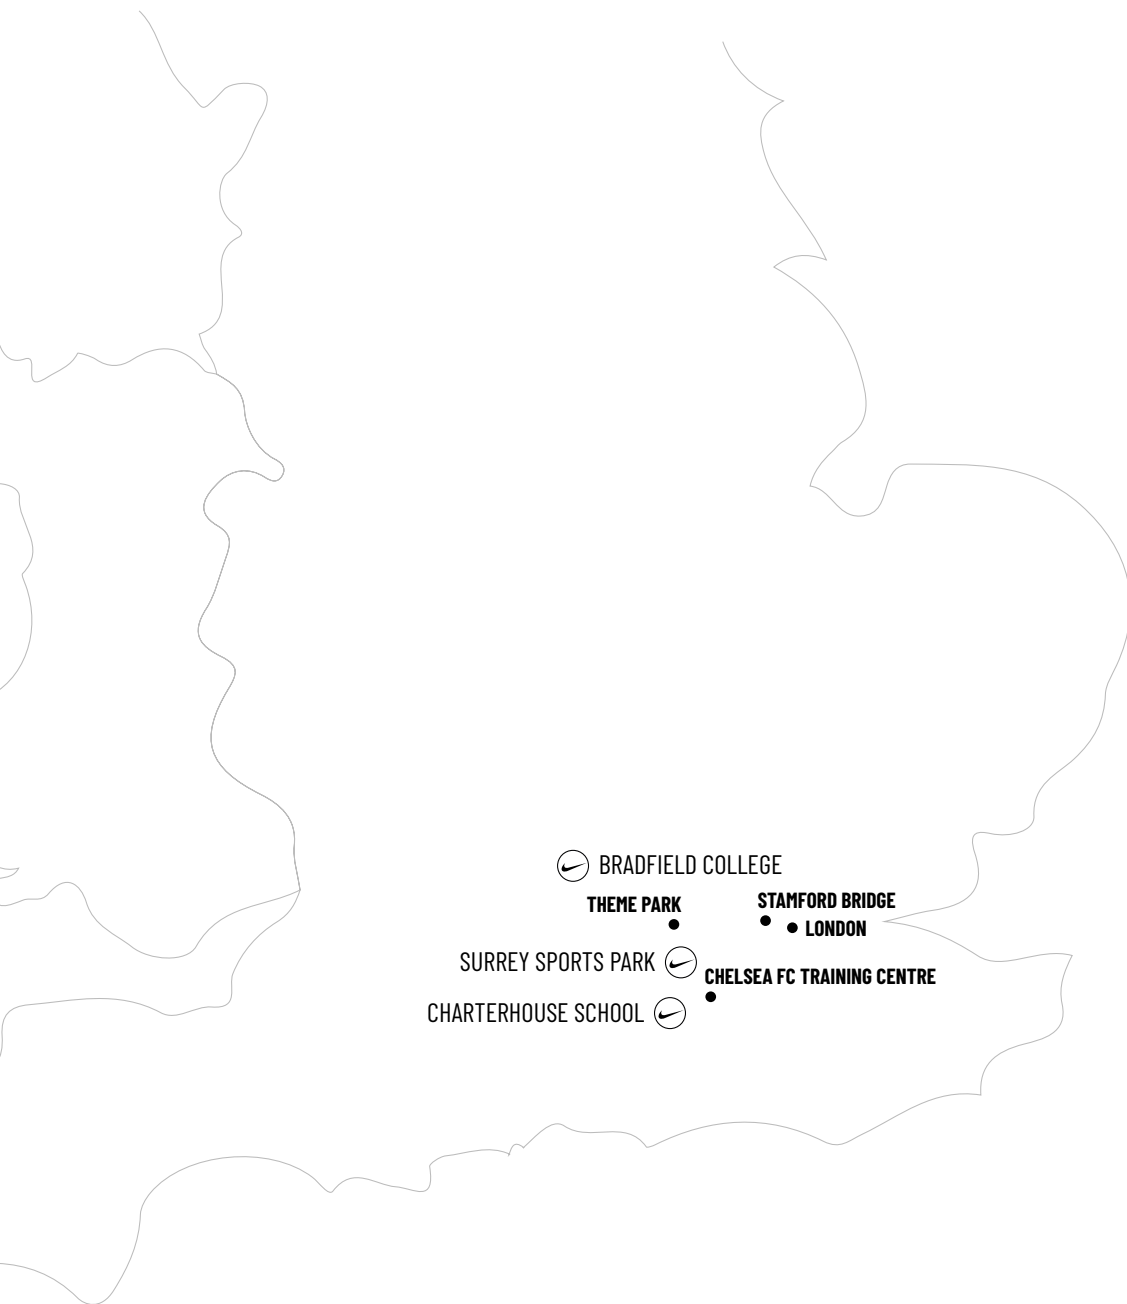 BRADFIELD COLLEGE
THEME PARK
STAMFORD BRIDGE
LONDON
SURREY SPORTS PARK
CHELSEA FC TRAINING CENTRE
CHARTERHOUSE SCHOOL